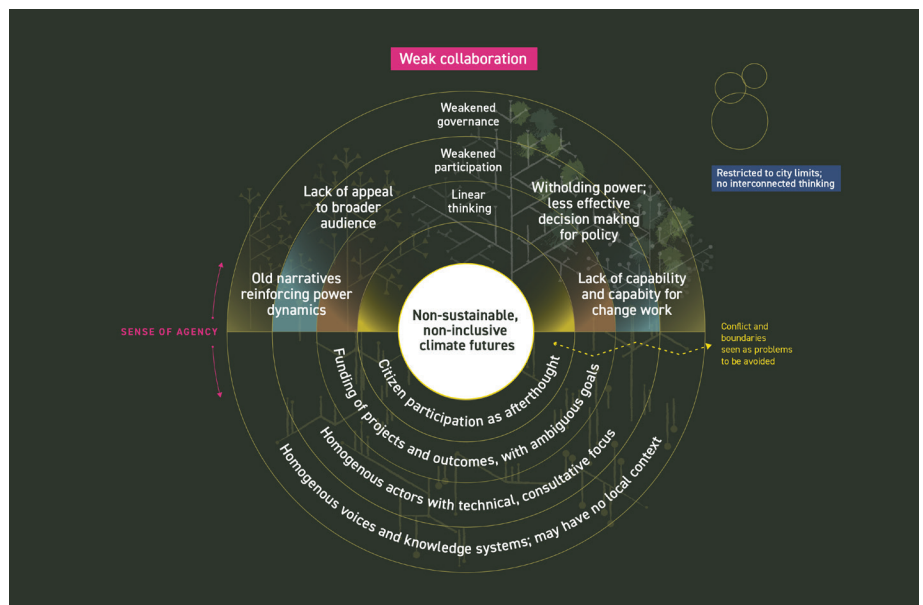 Weak collaboration
Weakened
governance
Weakened
participation
Linear
thinking
Restricted to city limits;
no interconnected thinking
Lack of appeal
to broader
audience
Witholding power;
less effective
decision making
for policy
Old narratives
reinforcing power
dynamics
Lack of capability
and capabity for
change work
SENSE OF AGENCY
Non-sustainable,
non-inclusive
climate futures
Conflict and
boundaries
seen as problems
to be avoided
Citizen participation as afterthought
Funding of projects and outcomes, with ambiguous goals
Homogenous actors with technical, consultative focus
Homogenous voices and knowledge systems; may have no local context